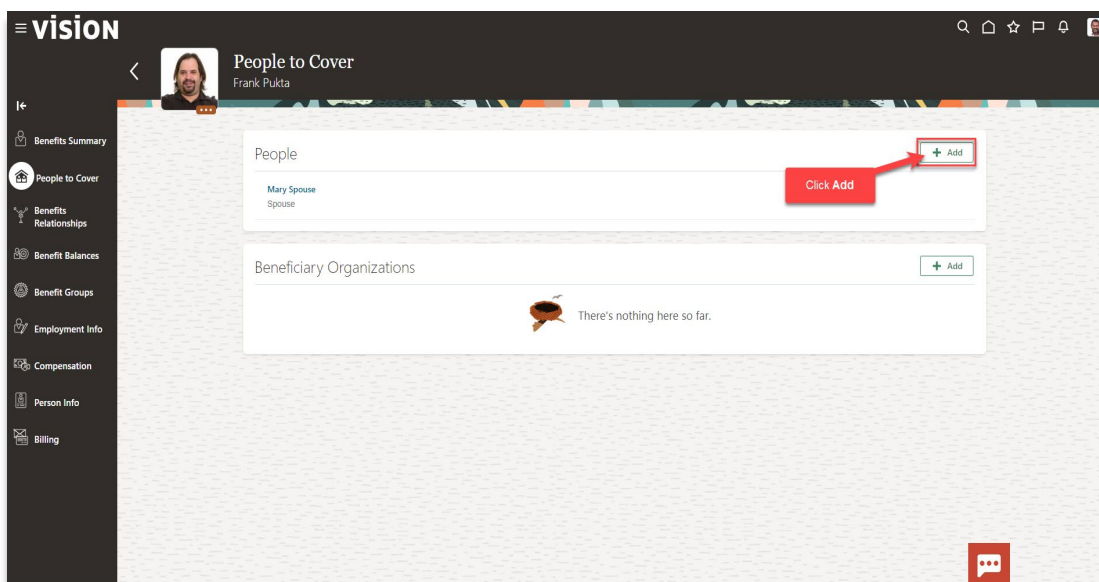 vision
People to Cover
Frank Pukta
Benefits Summary
People to Cover
Benefits
Relationships
Benefit Balances
Benefit Groups
Employment Info
Compensation
Person Info
Billing
People
+ Add
Click Add
Mary Spouse
Spouse
Beneficiary Organizations
+ Add
There's nothing here so far.